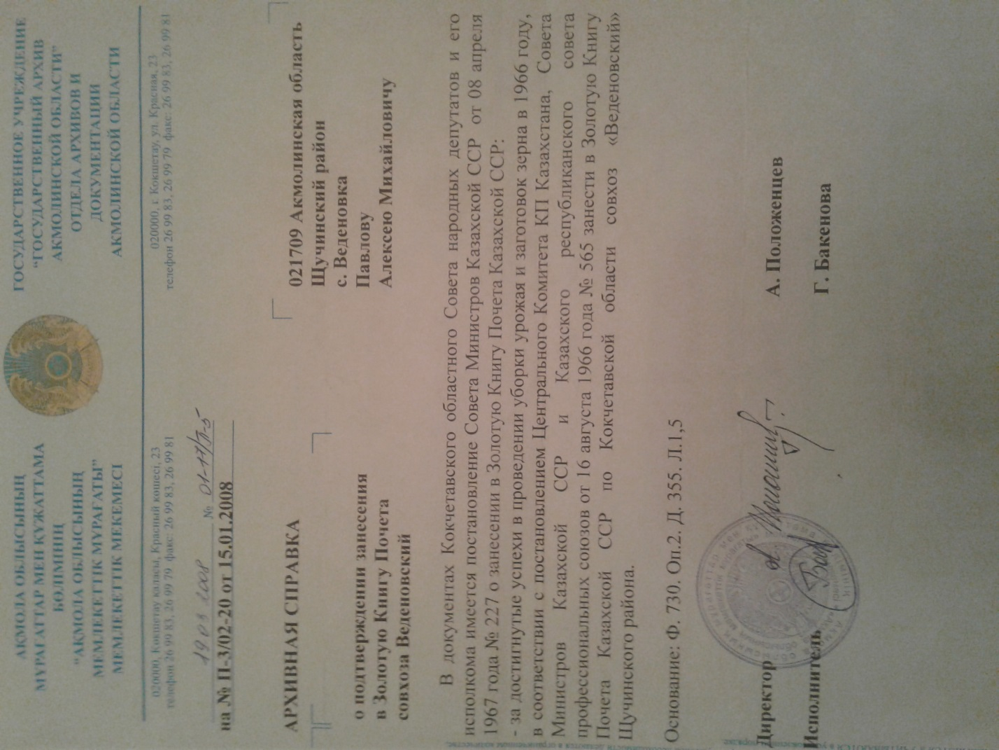 АҚМОЛА ОБЛЫСЫНЫҢ
МҰРАҒАТТАР МЕН ҚҰЖАТТАМА
БӨЛІМІНІҢ
“АҚМОЛА ОБЛЫСЫНЫҢ
МЕМЛЕКЕТТІК МҰРАҒАТЫ”
МЕМЛЕКЕТТІК МЕКЕМЕСІ
ГОСУДАРСТВЕННОЕ УЧРЕЖДЕНИЕ
“ГОСУДАРСТВЕННЫЙ АРХИВ
АКМОЛИНСКОЙ ОБЛАСТИ”
ОТДЕЛА АРХИВОВ И
ДОКУМЕНТАЦИИ
АКМОЛИНСКОЙ ОБЛАСТИ
020000, Көкшетау қаласы, Красный көшесі, 23
телефон 26 99 83, 26 99 79 факс: 26 99 83, 26 99 81
020000, г. Кокшетау, ул. Красная, 23
телефон 26 99 83, 26 99 79 факс: 26 99 83, 26 99 81
19 03 2008 № 01-17/П-5
на № П-3/02-20 от 15.01.2008
АРХИВНАЯ СПРАВКА
021709 Акмолинская область
Щучинский район
с. Веденовка
Павлову
Алексею Михайловичу
о подтверждении занесения
в Золотую Книгу Почета
совхоза Веденовский
В документах Кокчетавского областного Совета народных депутатов и его
исполкома имеется постановление Совета Министров Казахской ССР от 08 апреля
1967 года № 227 о занесении в Золотую Книгу Почета Казахской ССР:
- за достигнутые успехи в проведении уборки урожая и заготовок зерна в 1966 году,
в соответствии с постановлением Центрального Комитета КП Казахстана, Совета
Министров Казахской ССР и Казахского республиканского совета
профессиональных союзов от 16 августа 1966 года № 565 занести в Золотую Книгу
Почета Казахской ССР по Кокчетавской области совхоз «Веденовский»
Щучинского района.
Основание: Ф. 730. Оп.2. Д. 355. Л.1,5
Директор А. Положенцев
Исполнитель Г. Бакенова